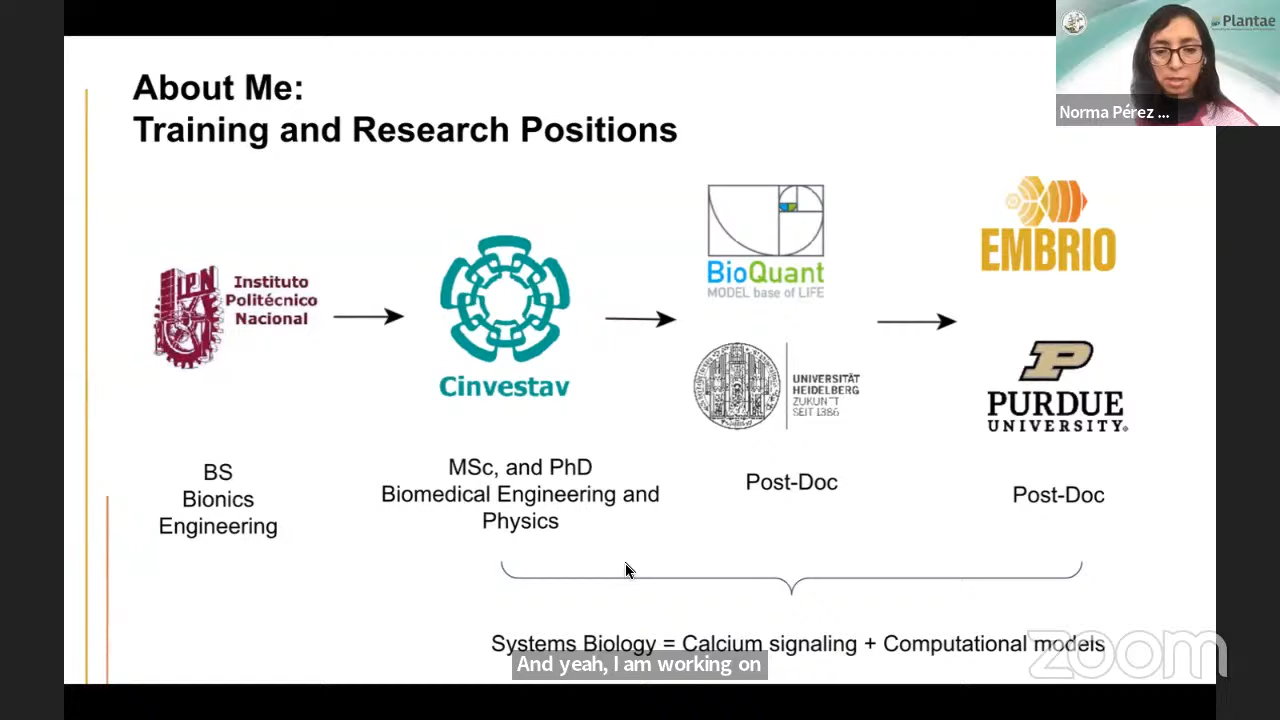 About Me:
Training and Research Positions
Plantae
Norma Pérez ...
IPN
Instituto
Politécnico
Nacional
Cinvestav
BioQuant
MODEL base of LIFE
UNIVERSITÄT
HEIDELBERG
ZUKUNFT
SEIT 1386
EMBRIO
P
PURDUE
UNIVERSITY®
BS
Bionics
Engineering
MSc, and PhD
Biomedical Engineering and
Physics
Post-Doc
Post-Doc
Systems Biology = Calcium signaling + Computational models
And yeah, I am working on
zoom